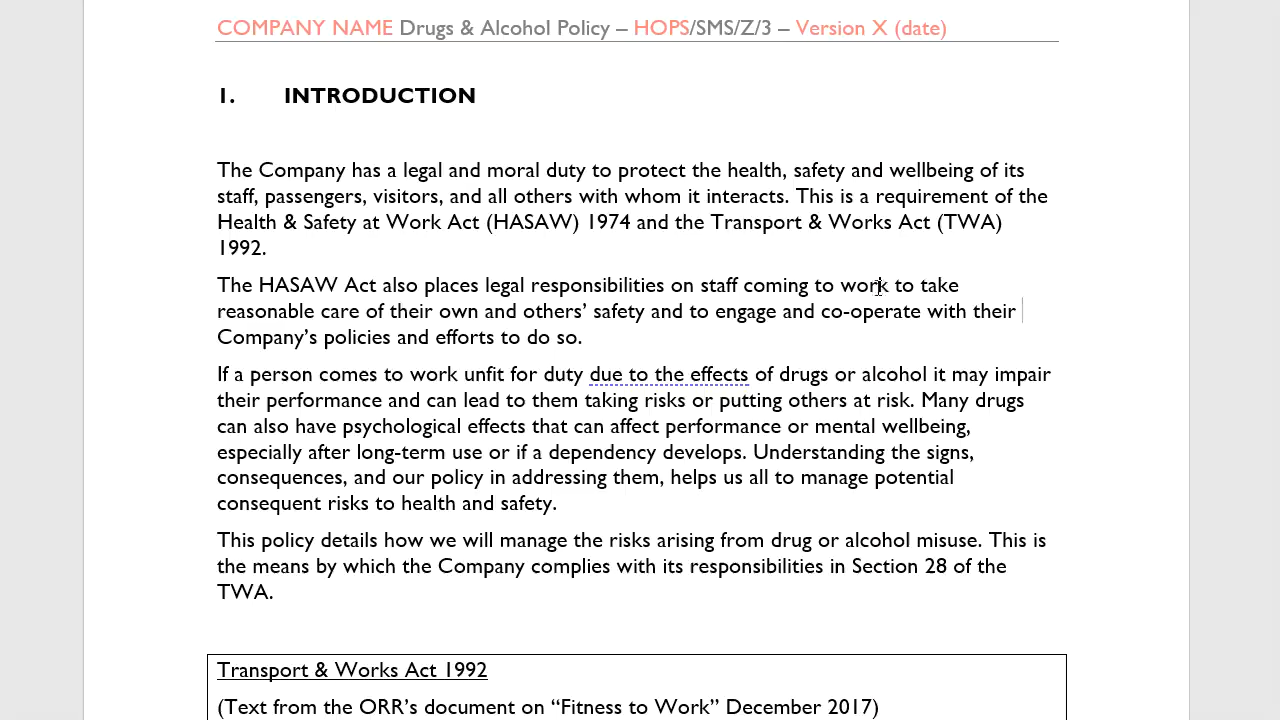 COMPANY NAME Drugs & Alcohol Policy – HOPS/SMS/Z/3 – Version X (date)
1. INTRODUCTION
The Company has a legal and moral duty to protect the health, safety and wellbeing of its
staff, passengers, visitors, and all others with whom it interacts. This is a requirement of the
Health & Safety at Work Act (HASAW) 1974 and the Transport & Works Act (TWA)
1992.
The HASAW Act also places legal responsibilities on staff coming to work to take
reasonable care of their own and others’ safety and to engage and co-operate with their
Company’s policies and efforts to do so.
If a person comes to work unfit for duty due to the effects of drugs or alcohol it may impair
their performance and can lead to them taking risks or putting others at risk. Many drugs
can also have psychological effects that can affect performance or mental wellbeing,
especially after long-term use or if a dependency develops. Understanding the signs,
consequences, and our policy in addressing them, helps us all to manage potential
consequent risks to health and safety.
This policy details how we will manage the risks arising from drug or alcohol misuse. This is
the means by which the Company complies with its responsibilities in Section 28 of the
TWA.
Transport & Works Act 1992
(Text from the ORR’s document on “Fitness to Work” December 2017)